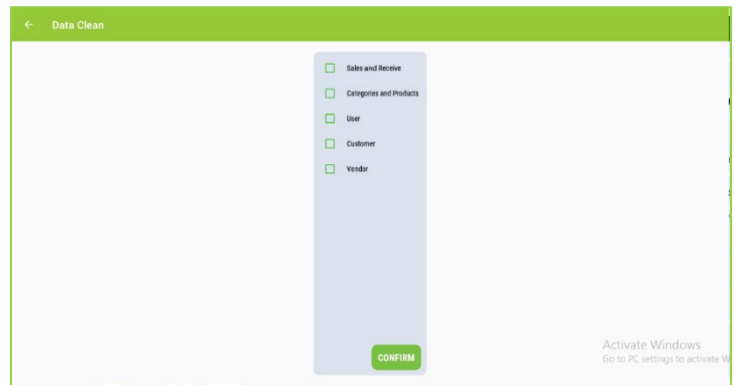 Data Clean
Sales and Receive
Categories and Products
User
Customer
Vendor
CONFIRM
Activate Windows
Go to PC settings to activate W